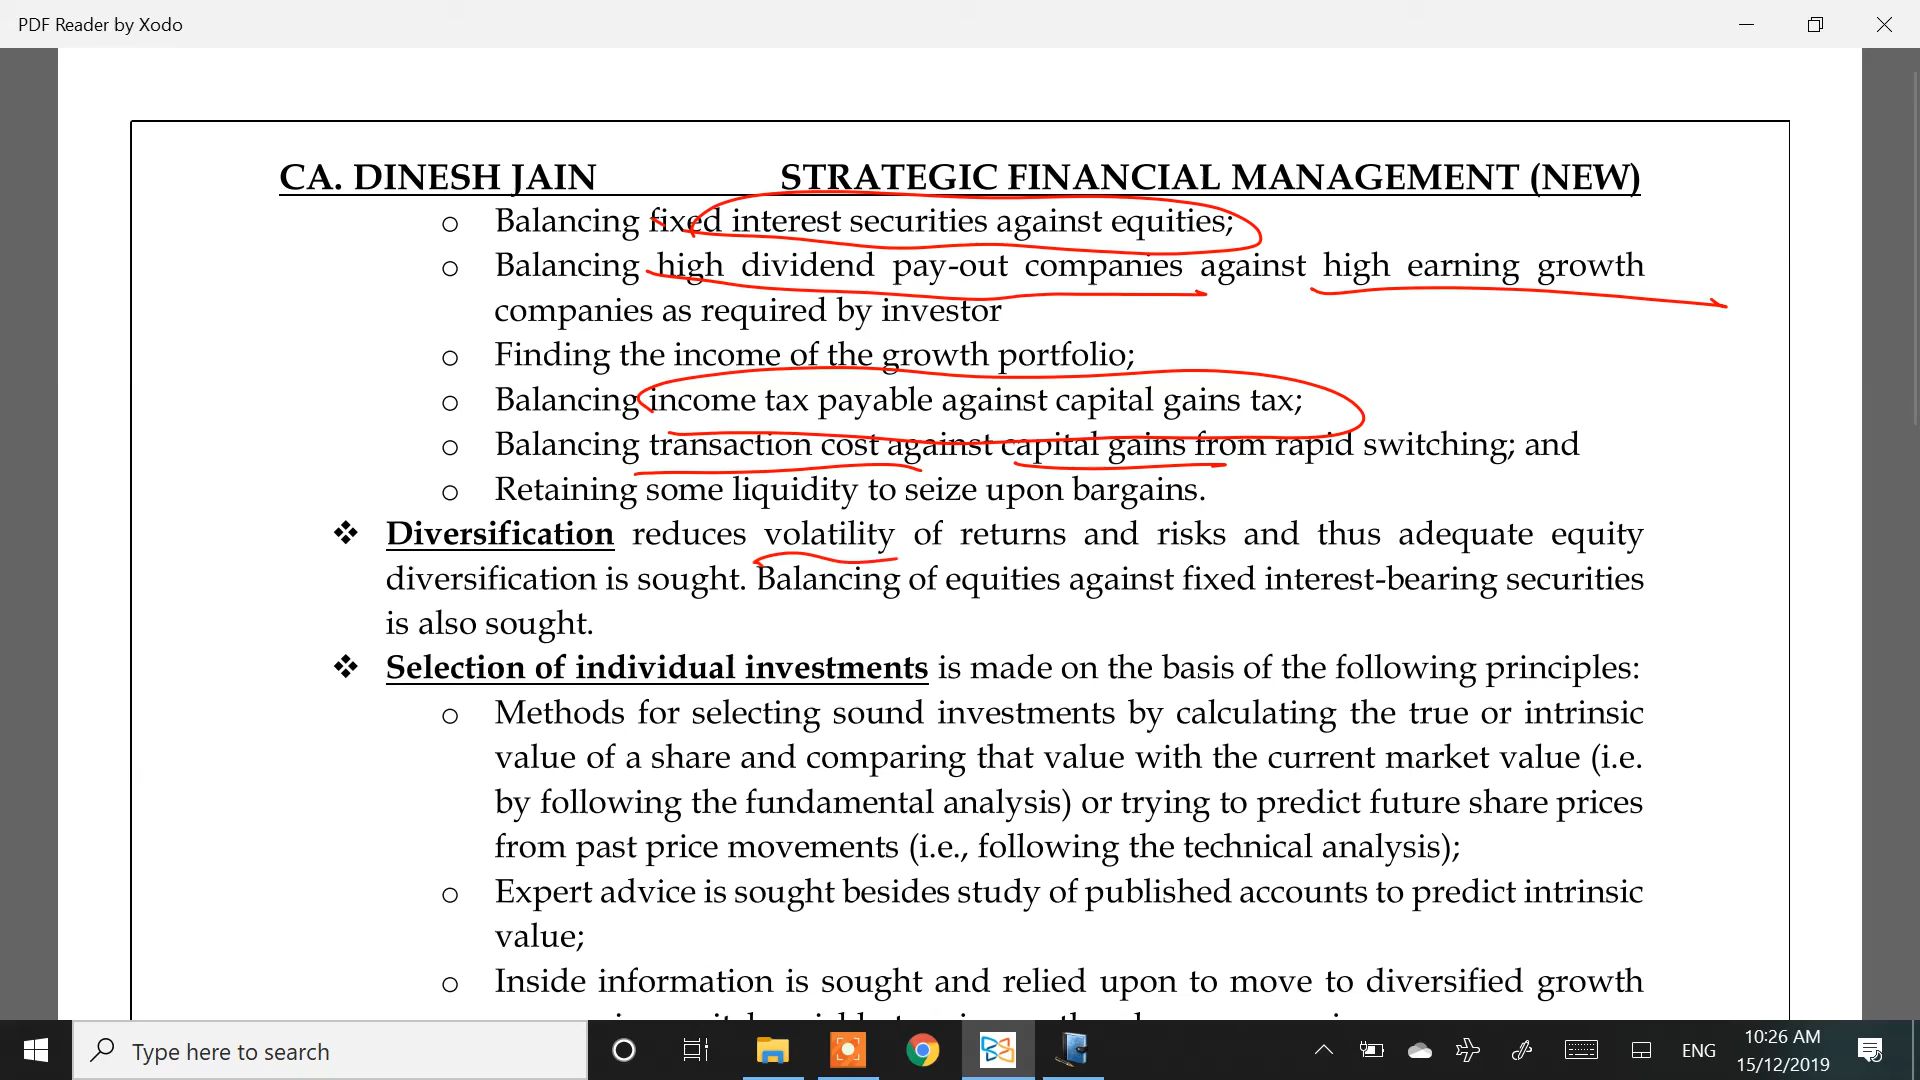 PDF Reader by Xodo
CA. DINESH JAIN STRATEGIC FINANCIAL MANAGEMENT (NEW)
o Balancing fixed interest securities against equities;
o Balancing high dividend pay-out companies against high earning growth
companies as required by investor
o Finding the income of the growth portfolio;
o Balancing income tax payable against capital gains tax;
o Balancing transaction cost against capital gains from rapid switching; and
o Retaining some liquidity to seize upon bargains.
❖ Diversification reduces volatility of returns and risks and thus adequate equity
diversification is sought. Balancing of equities against fixed interest-bearing securities
is also sought.
❖ Selection of individual investments is made on the basis of the following principles:
o Methods for selecting sound investments by calculating the true or intrinsic
value of a share and comparing that value with the current market value (i.e.
by following the fundamental analysis) or trying to predict future share prices
from past price movements (i.e., following the technical analysis);
o Expert advice is sought besides study of published accounts to predict intrinsic
value;
o Inside information is sought and relied upon to move to diversified growth
Type here to search
ENG
10:26 AM
15/12/2019